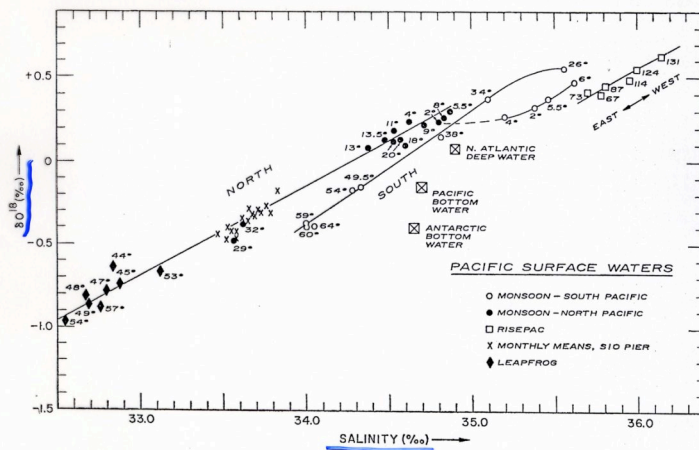 +0.5
0
-0.5
-1.0
-1.5
δO18(‰)
33.0
34.0
35.0
36.0
SALINITY (‰)
NORTH
SOUTH
EAST
WEST
26°
34°
6°
5.5°
2°
4°
131
124
114
87
73
67
8°
5.5°
2°
4°
9°
11°
13.5°
18°
20°
13°
38°
49.5°
54°
59°
60°
64°
32°
29°
44°
48°
47°
45°
53°
49°
57°
54°
N. ATLANTIC
DEEP WATER
PACIFIC
BOTTOM
WATER
ANTARCTIC
BOTTOM
WATER
PACIFIC SURFACE WATERS
MONSOON – SOUTH PACIFIC
MONSOON – NORTH PACIFIC
RISEPAC
MONTHLY MEANS, SIO PIER
LEAPFROG